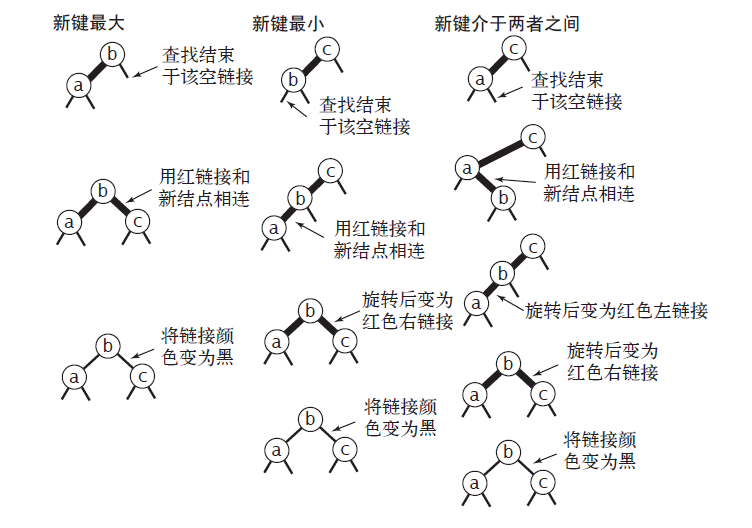 新键最大
b
a
查找结束
于该空链接
b
a
c
用红链接和
新结点相连
b
a
c
将链接颜
色变为黑
新键最小
c
b
查找结束
于该空链接
c
b
a
用红链接和
新结点相连
b
a
c
旋转后变为
红色右链接
b
a
c
将链接颜
色变为黑
新键介于两者之间
c
a
查找结束
于该空链接
c
a
b
用红链接和
新结点相连
c
b
a
旋转后变为红色左链接
b
a
c
旋转后变为
红色右链接
b
a
c
将链接颜
色变为黑